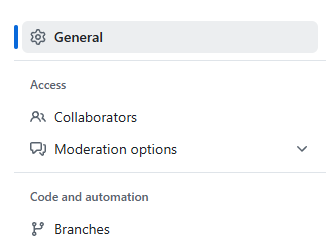 General
Access
Collaborators
Moderation options
Code and automation
Branches